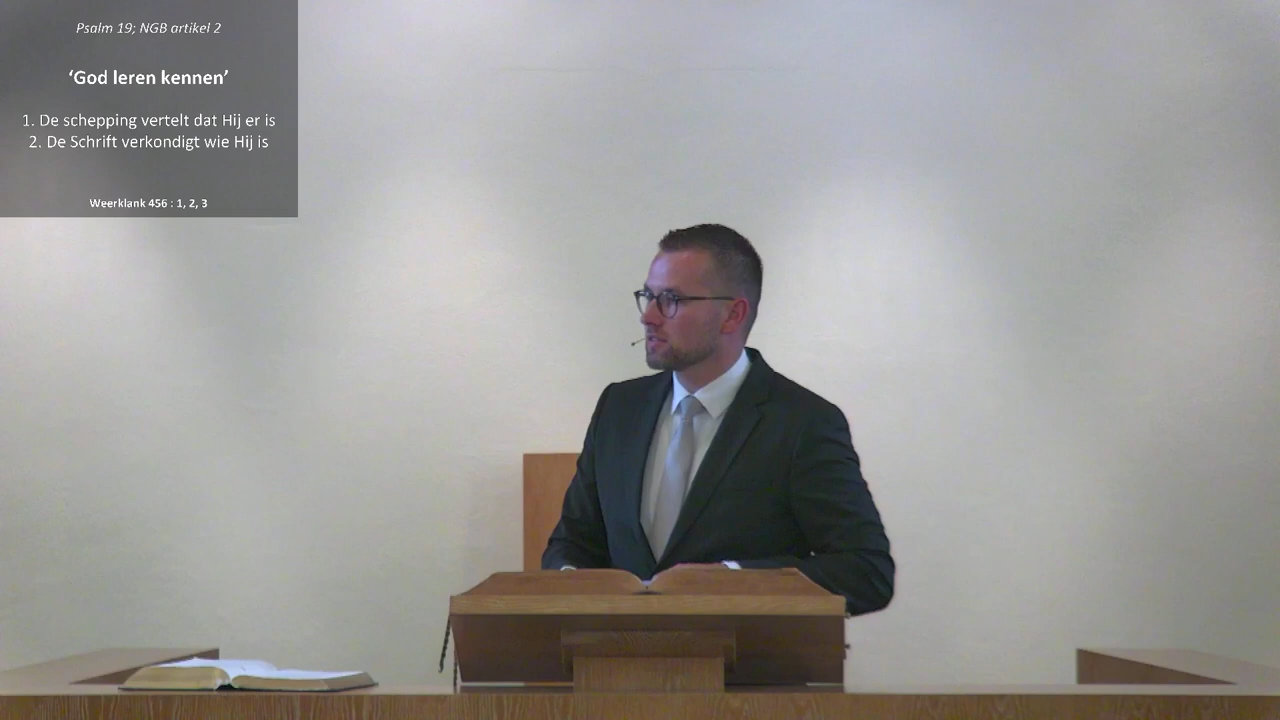 Psalm 19; NGB artikel 2
‘God leren kennen’
1. De schepping vertelt dat Hij er is
2. De Schrift verkondigt wie Hij is
Weerklank 456 : 1, 2, 3